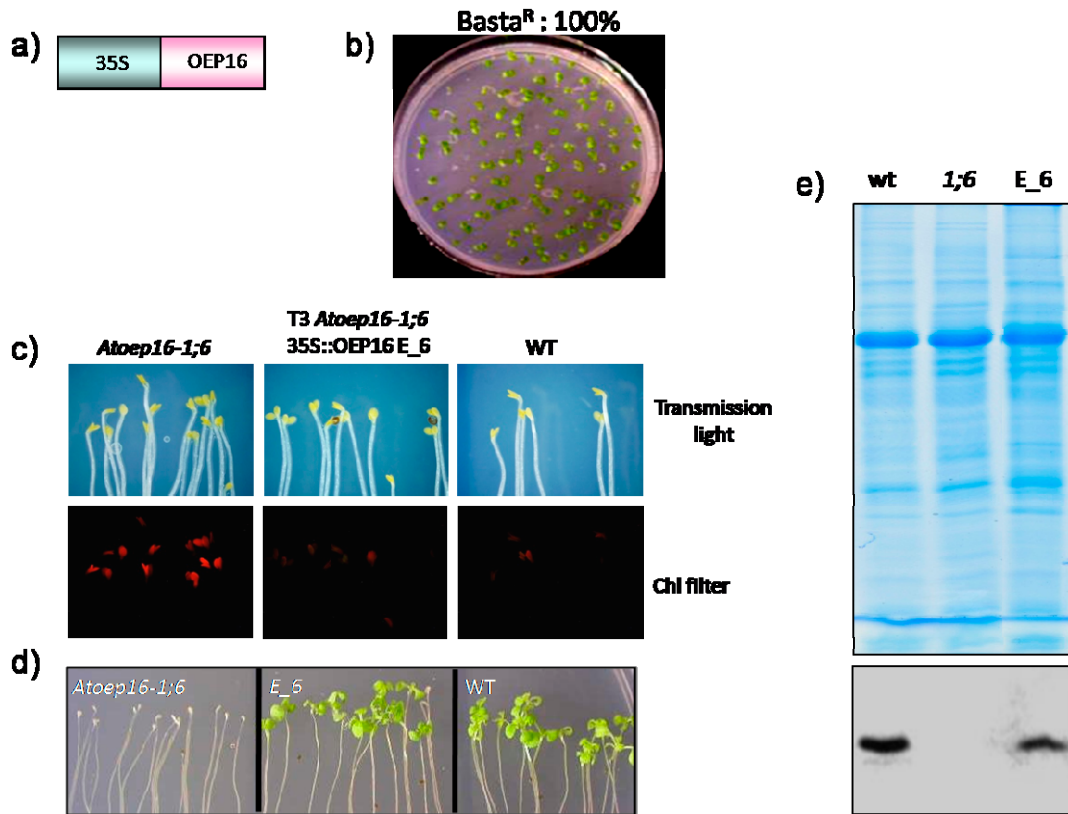 a)
35S
OEP16
b)
Basta^R : 100%
c)
Atoep16-1;6
T3 Atoep16-1;6
35S::OEP16 E_6
WT
Transmission
light
Chl filter
d)
Atoep16-1;6
E_6
WT
e)
wt
1;6
E_6